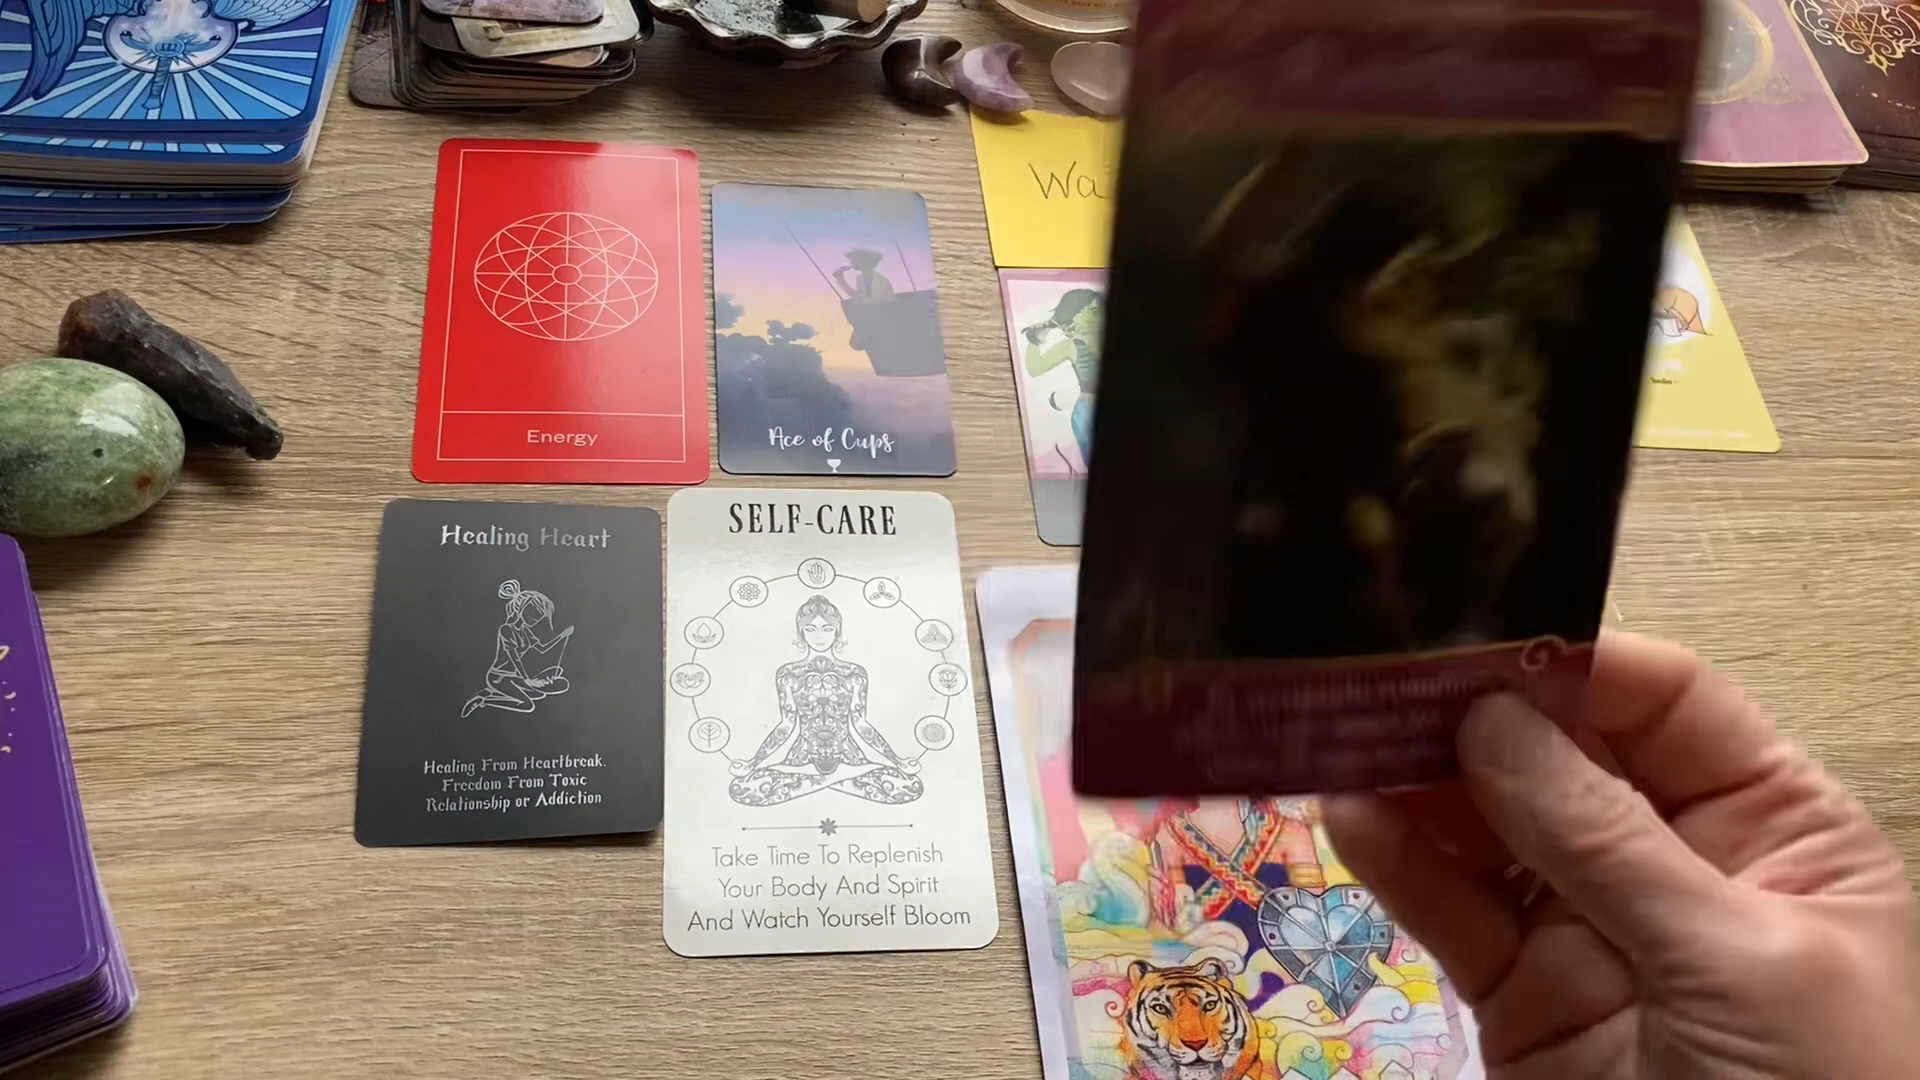 Energy
Ace of Cups
Healing Heart
Healing From Heartbreak.
Freedom From Toxic
Relationship or Addiction
SELF-CARE
Take Time To Replenish
Your Body And Spirit
And Watch Yourself Bloom